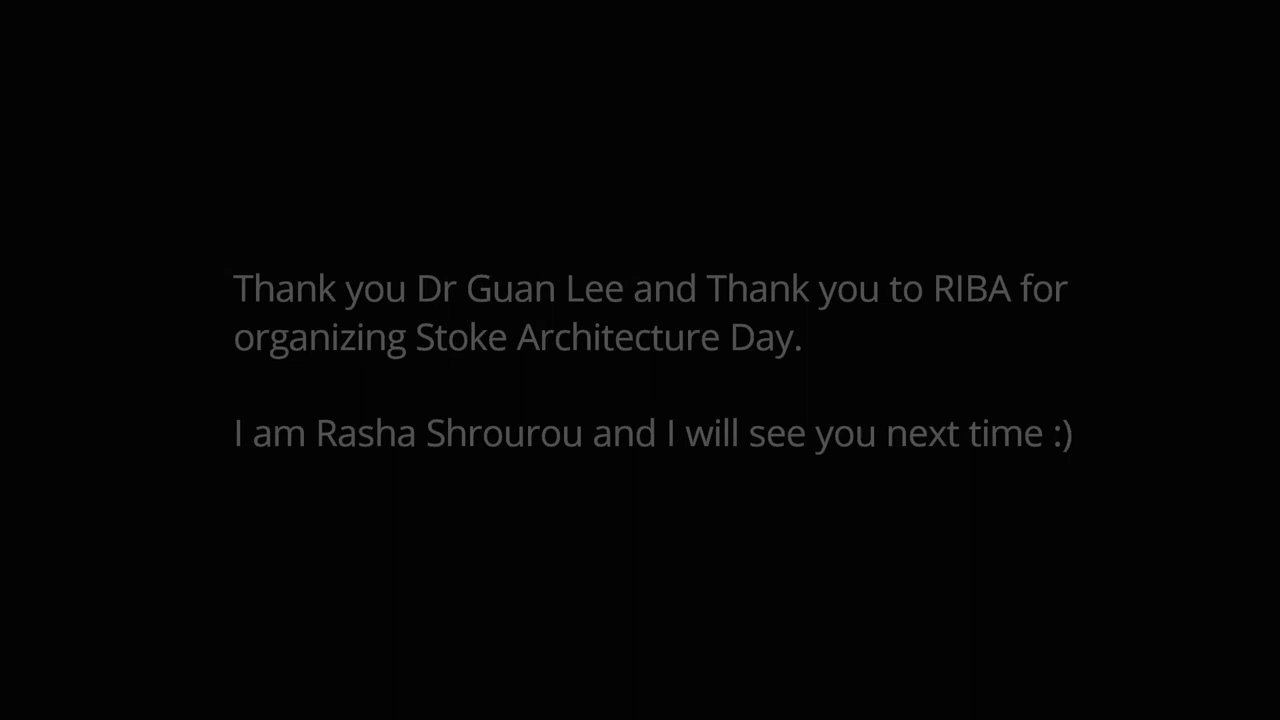 Thank you Dr Guan Lee and Thank you to RIBA for
organizing Stoke Architecture Day.
I am Rasha Shrourou and I will see you next time :)